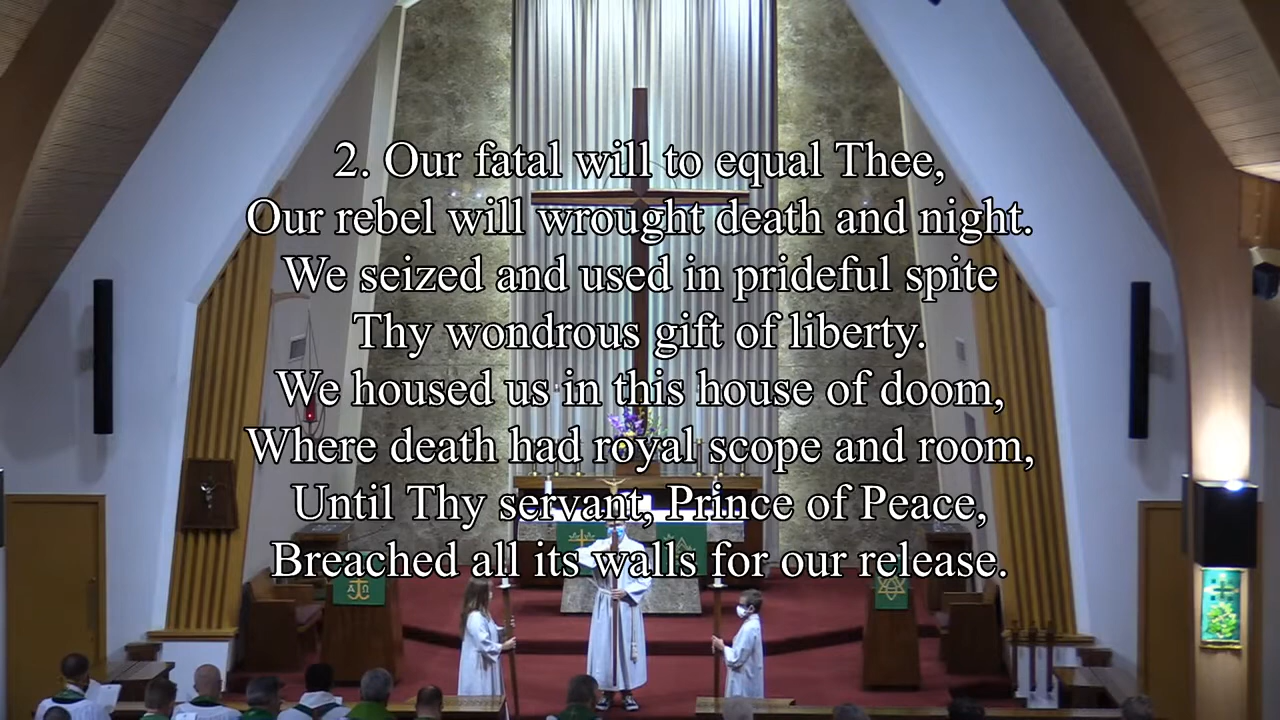 2. Our fatal will to equal Thee,
Our rebel will wrought death and night.
We seized and used in prideful spite
Thy wondrous gift of liberty.
We housed us in this house of doom,
Where death had royal scope and room,
Until Thy servant, Prince of Peace,
Breached all its walls for our release.
ΑΩ